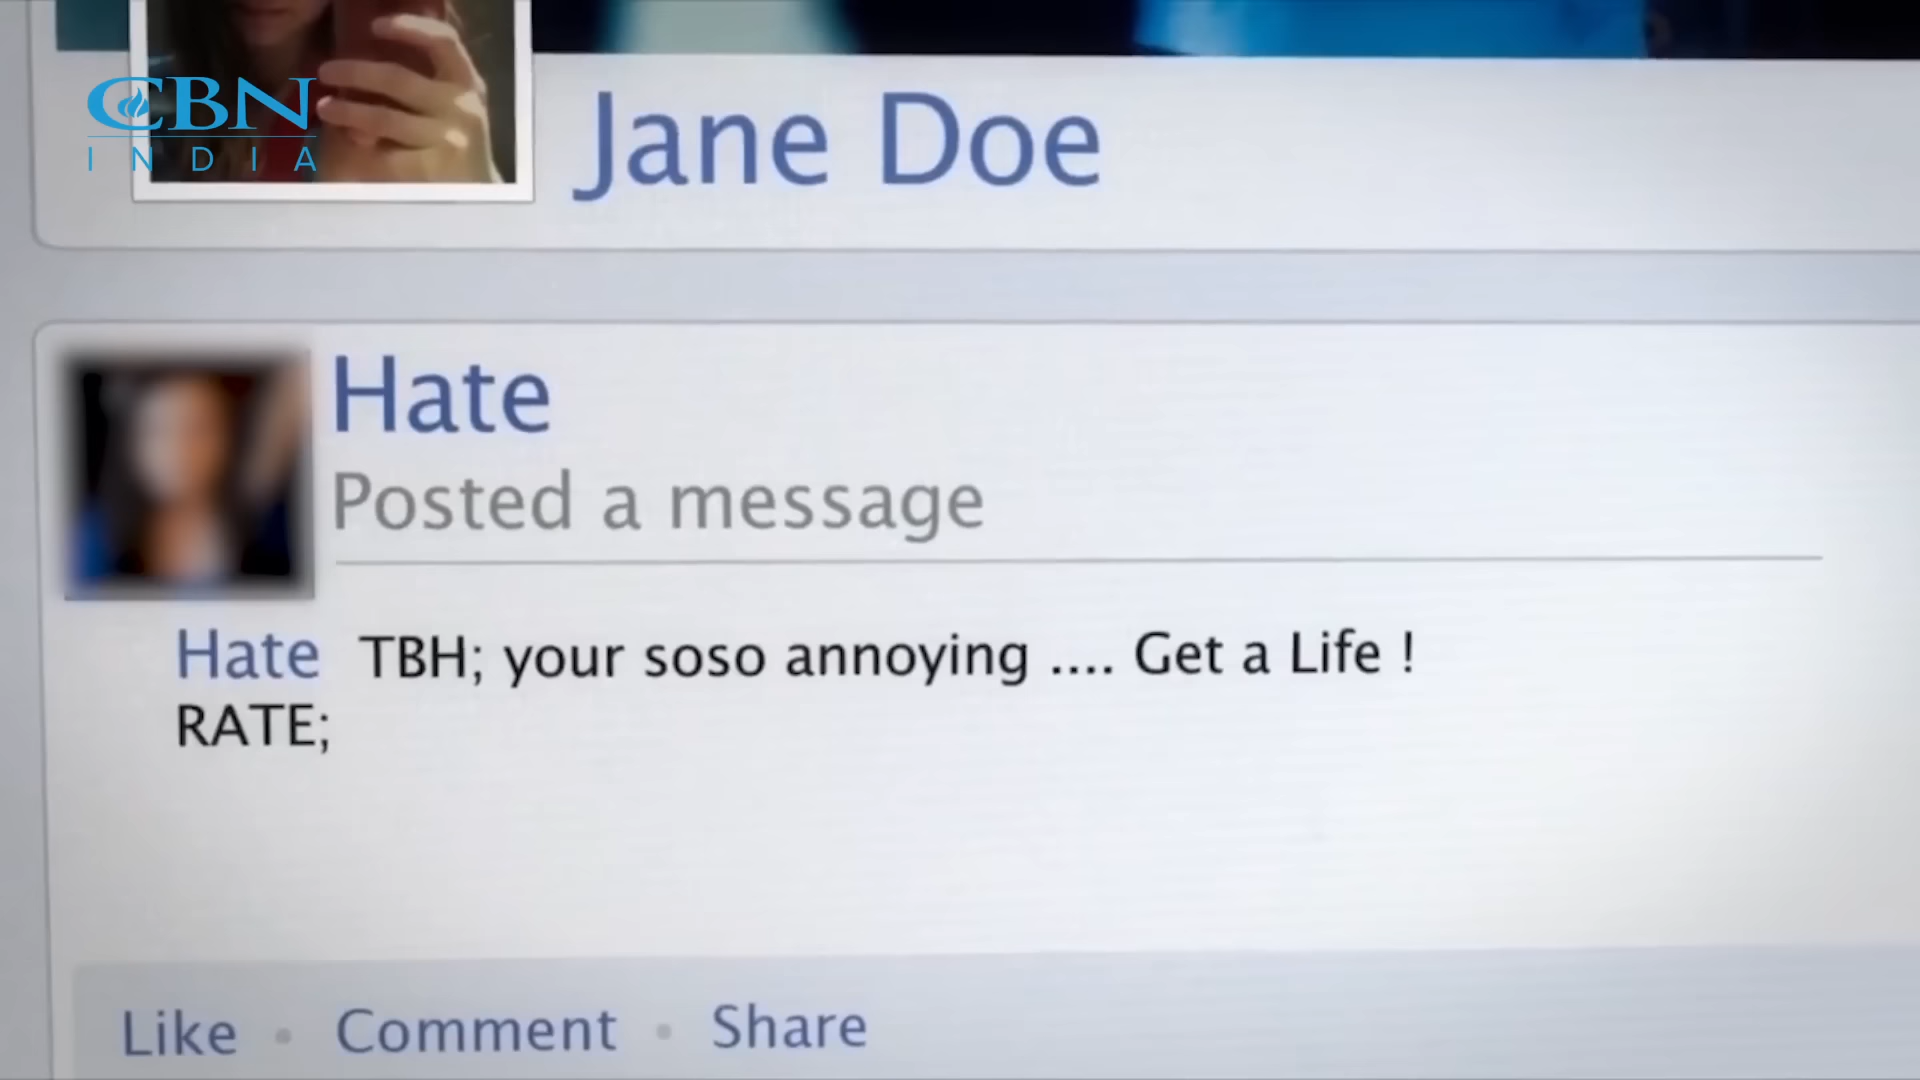 CBN
INDIA
Jane Doe
Hate
Posted a message
Hate TBH; your soso annoying .... Get a Life !
RATE;
Like • Comment • Share